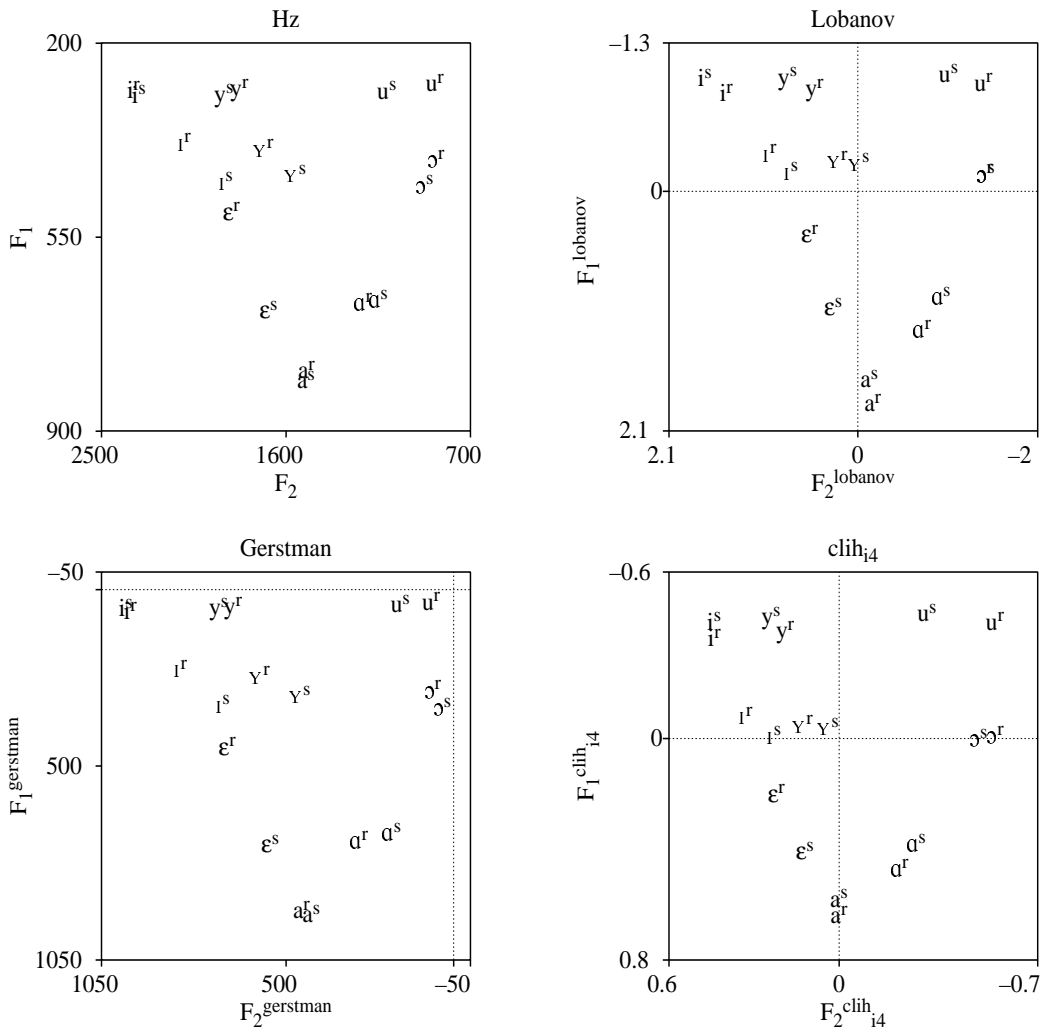 Hz
200
iʳ iˢ yˢ yʳ uˢ uʳ
ɪʳ ʏʳ ɔʳ
ɪˢ ʏˢ ɔˢ
ɛʳ
550
ɛˢ ɑʳ ɑˢ
aʳ
aˢ
900
2500 1600 700
F₂
F₁
Lobanov
−1.3
iˢ iʳ yˢ yʳ uˢ uʳ
ɪʳ ɪˢ ʏʳ ʏˢ ɔʳ ɔˢ
0
ɛʳ
ɛˢ ɑˢ
ɑʳ
aˢ
aʳ
2.1
2.1 0 −2
F₂ˡᵒᵇᵃⁿᵒᵛ
F₁ˡᵒᵇᵃⁿᵒᵛ
Gerstman
−50
iˢ iʳ yˢ yʳ uˢ uʳ
ɪʳ ʏʳ ɔʳ
ɪˢ ʏˢ ɔˢ
ɛʳ
500
ɛˢ ɑʳ ɑˢ
aʳ aˢ
1050
1050 500 −50
F₂ᵍᵉʳˢᵗᵐᵃⁿ
F₁ᵍᵉʳˢᵗᵐᵃⁿ
clihᵢ₄
−0.6
iˢ yˢ uˢ uʳ
iʳ yʳ
ɪʳ ʏʳ ʏˢ
0
ɪˢ ɔˢ ɔʳ
ɛʳ
ɛˢ ɑˢ
ɑʳ
aˢ
aʳ
0.8
0.6 0 −0.7
F₂ᶜˡⁱʰᵢ₄
F₁ᶜˡⁱʰᵢ₄